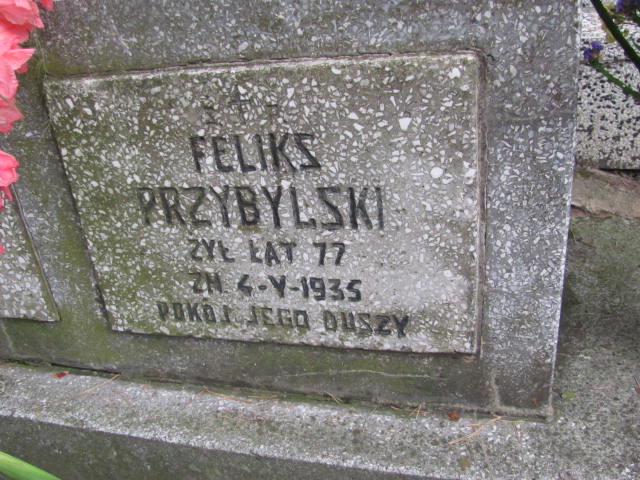 Ś † P
FELIKS
PRZYBYLSKI
ŻYŁ LAT 77
ZM 4-V-1935
POKÓJ JEGO DUSZY